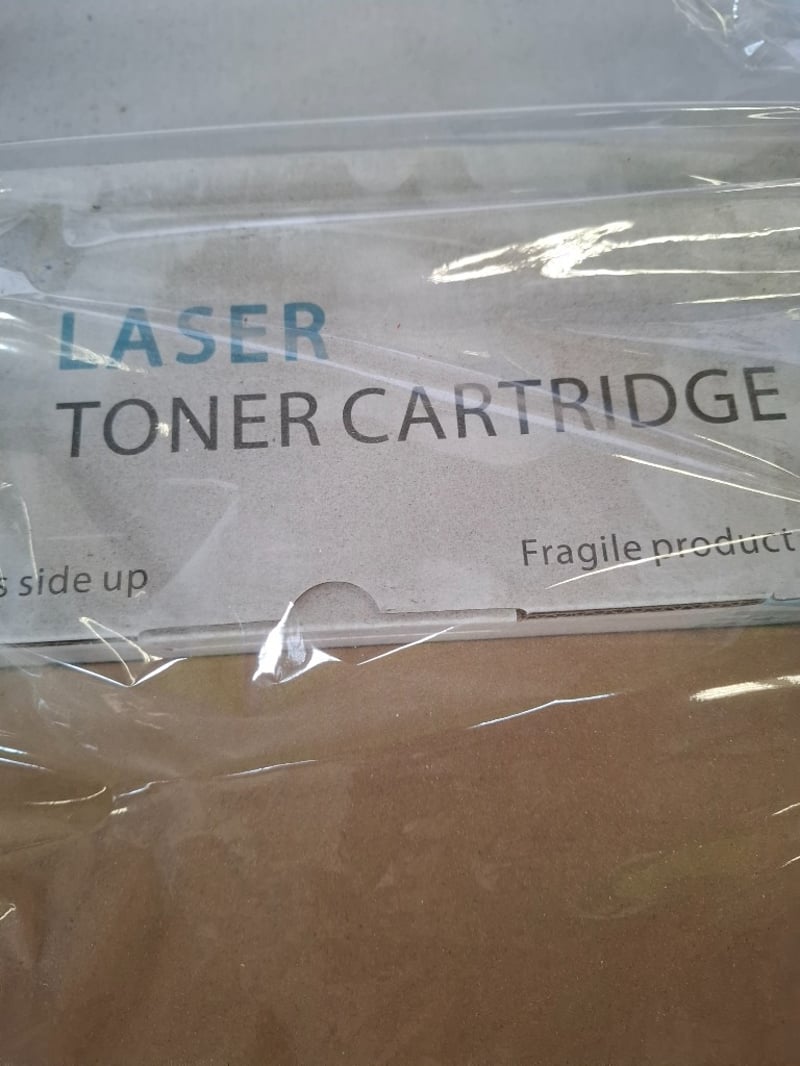 LASER
TONER CARTRIDGE
Fragile product
s side up